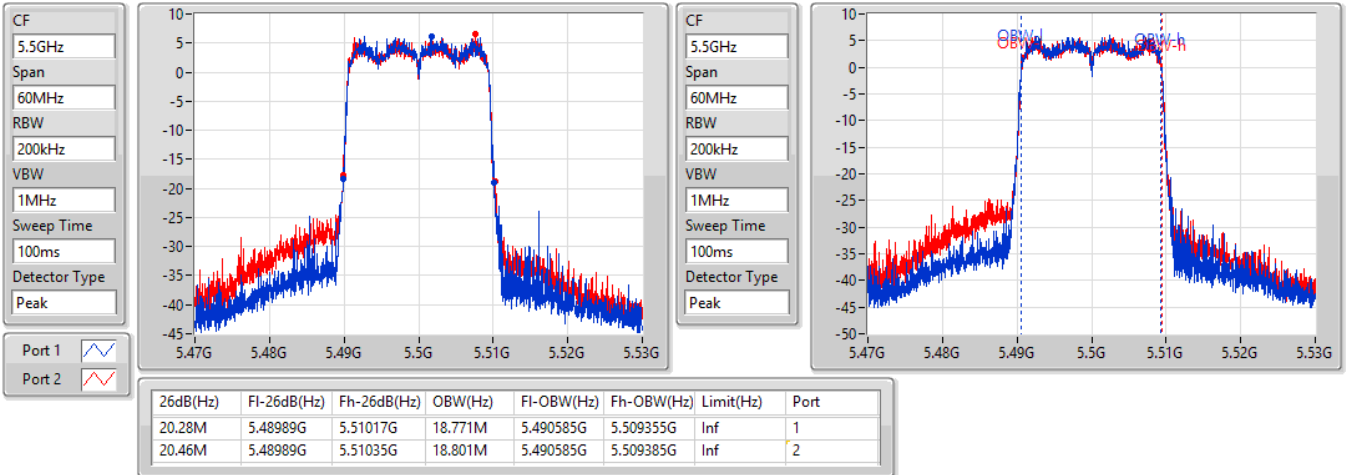 CF
5.5GHz
Span
60MHz
RBW
200kHz
VBW
1MHz
Sweep Time
100ms
Detector Type
Peak
Port 1
Port 2
10
5
0
-5
-10
-15
-20
-25
-30
-35
-40
-45
5.47G 5.48G 5.49G 5.5G 5.51G 5.52G 5.53G
CF
5.5GHz
Span
60MHz
RBW
200kHz
VBW
1MHz
Sweep Time
100ms
Detector Type
Peak
10
5
0
-5
-10
-15
-20
-25
-30
-35
-40
-45
-50
OBW-l
OBW-h
OBW-h
5.47G 5.48G 5.49G 5.5G 5.51G 5.52G 5.53G
26dB(Hz) Fl-26dB(Hz) Fh-26dB(Hz) OBW(Hz) Fl-OBW(Hz) Fh-OBW(Hz) Limit(Hz) Port
20.28M 5.48989G 5.51017G 18.771M 5.490585G 5.509355G Inf 1
20.46M 5.48989G 5.51035G 18.801M 5.490585G 5.509385G Inf 2